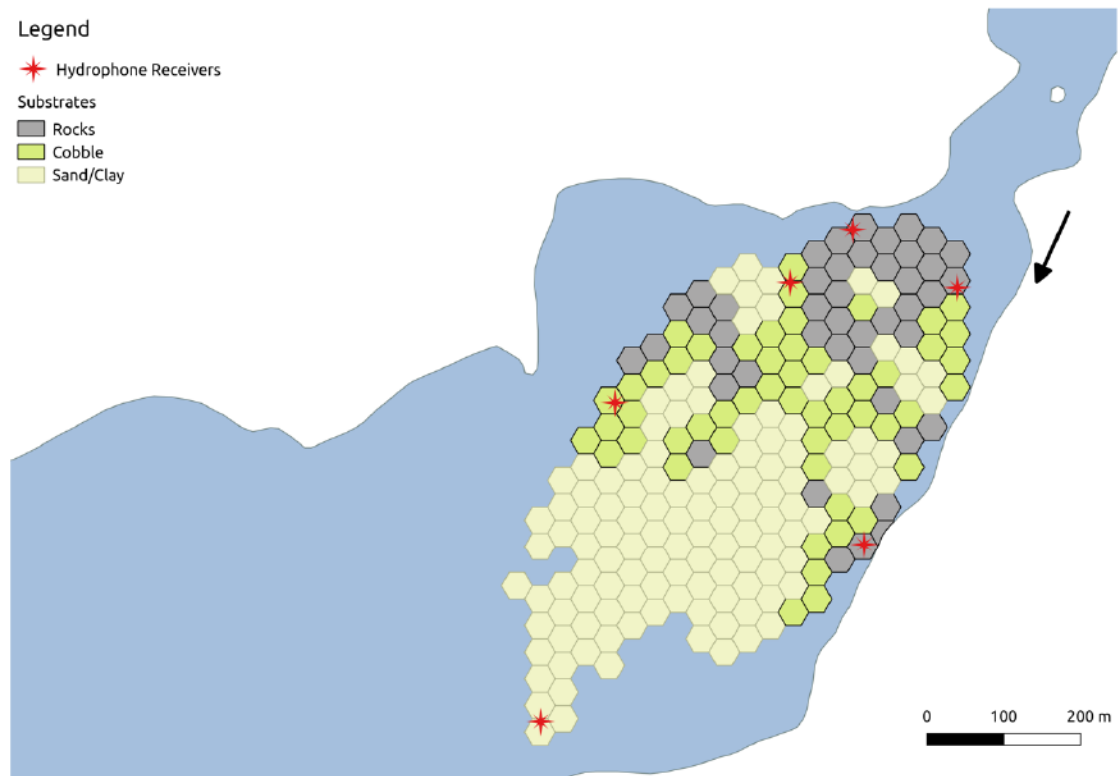 Legend
Hydrophone Receivers
Substrates
Rocks
Cobble
Sand/Clay
0 100 200 m